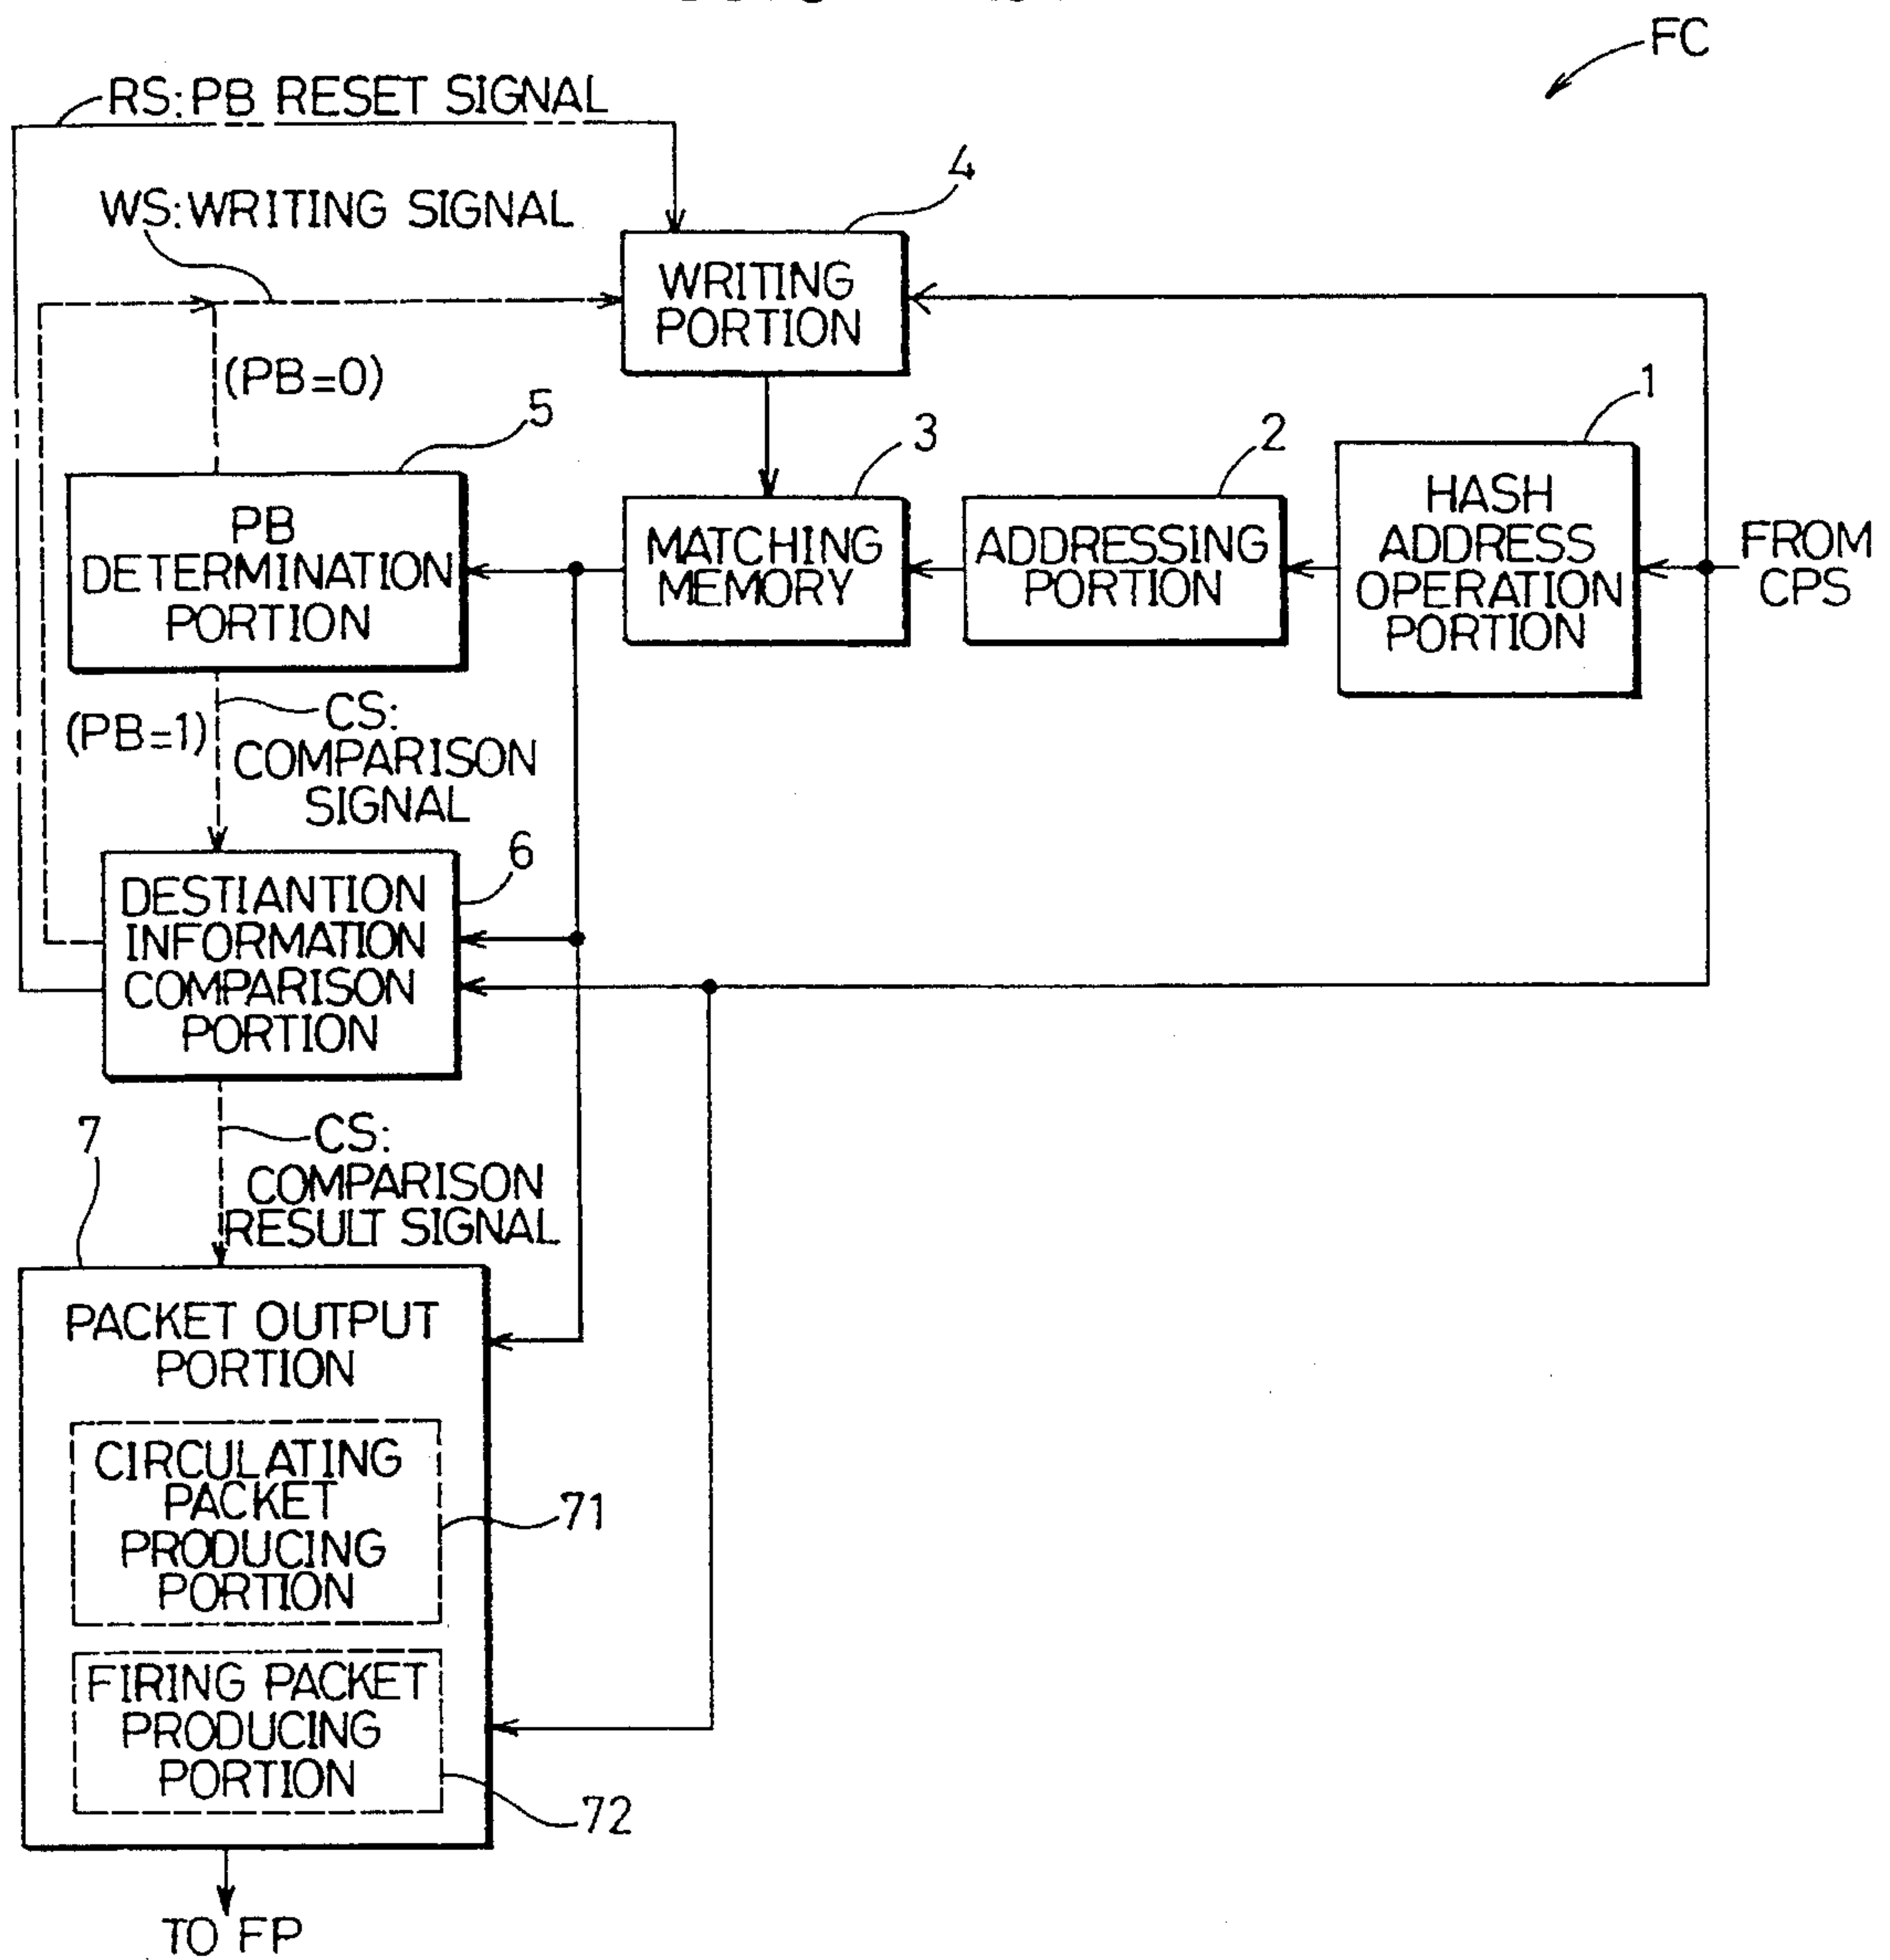 FC
RS:PB RESET SIGNAL
WS:WRITING SIGNAL
4
WRITING
PORTION
(PB=0)
5
3
2
1
PB
DETERMINATION
PORTION
MATCHING
MEMORY
ADDRESSING
PORTION
HASH
ADDRESS
OPERATION
PORTION
FROM
CPS
(PB=1)
CS:
COMPARISON
SIGNAL
6
DESTIANTION
INFORMATION
COMPARISON
PORTION
7
CS:
COMPARISON
RESULT SIGNAL
PACKET OUTPUT
PORTION
CIRCULATING
PACKET
PRODUCING
PORTION
71
FIRING PACKET
PRODUCING
PORTION
72
TO FP